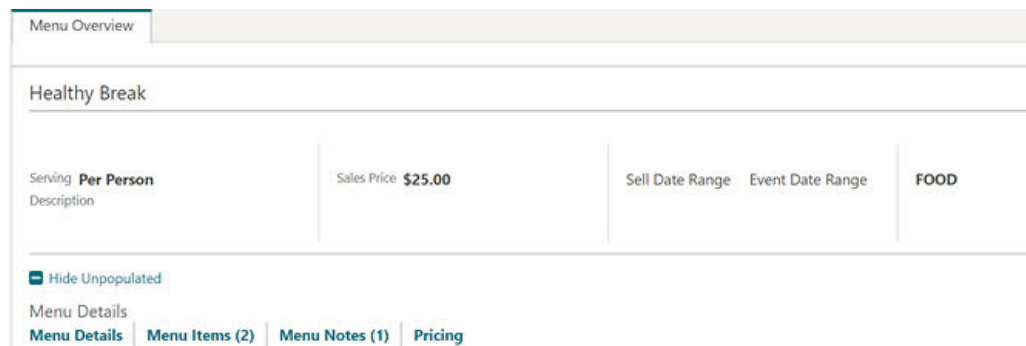 Menu Overview
Healthy Break
Serving Per Person
Description
Sales Price $25.00
Sell Date Range Event Date Range
FOOD
Hide Unpopulated
Menu Details
Menu Details Menu Items (2) Menu Notes (1) Pricing